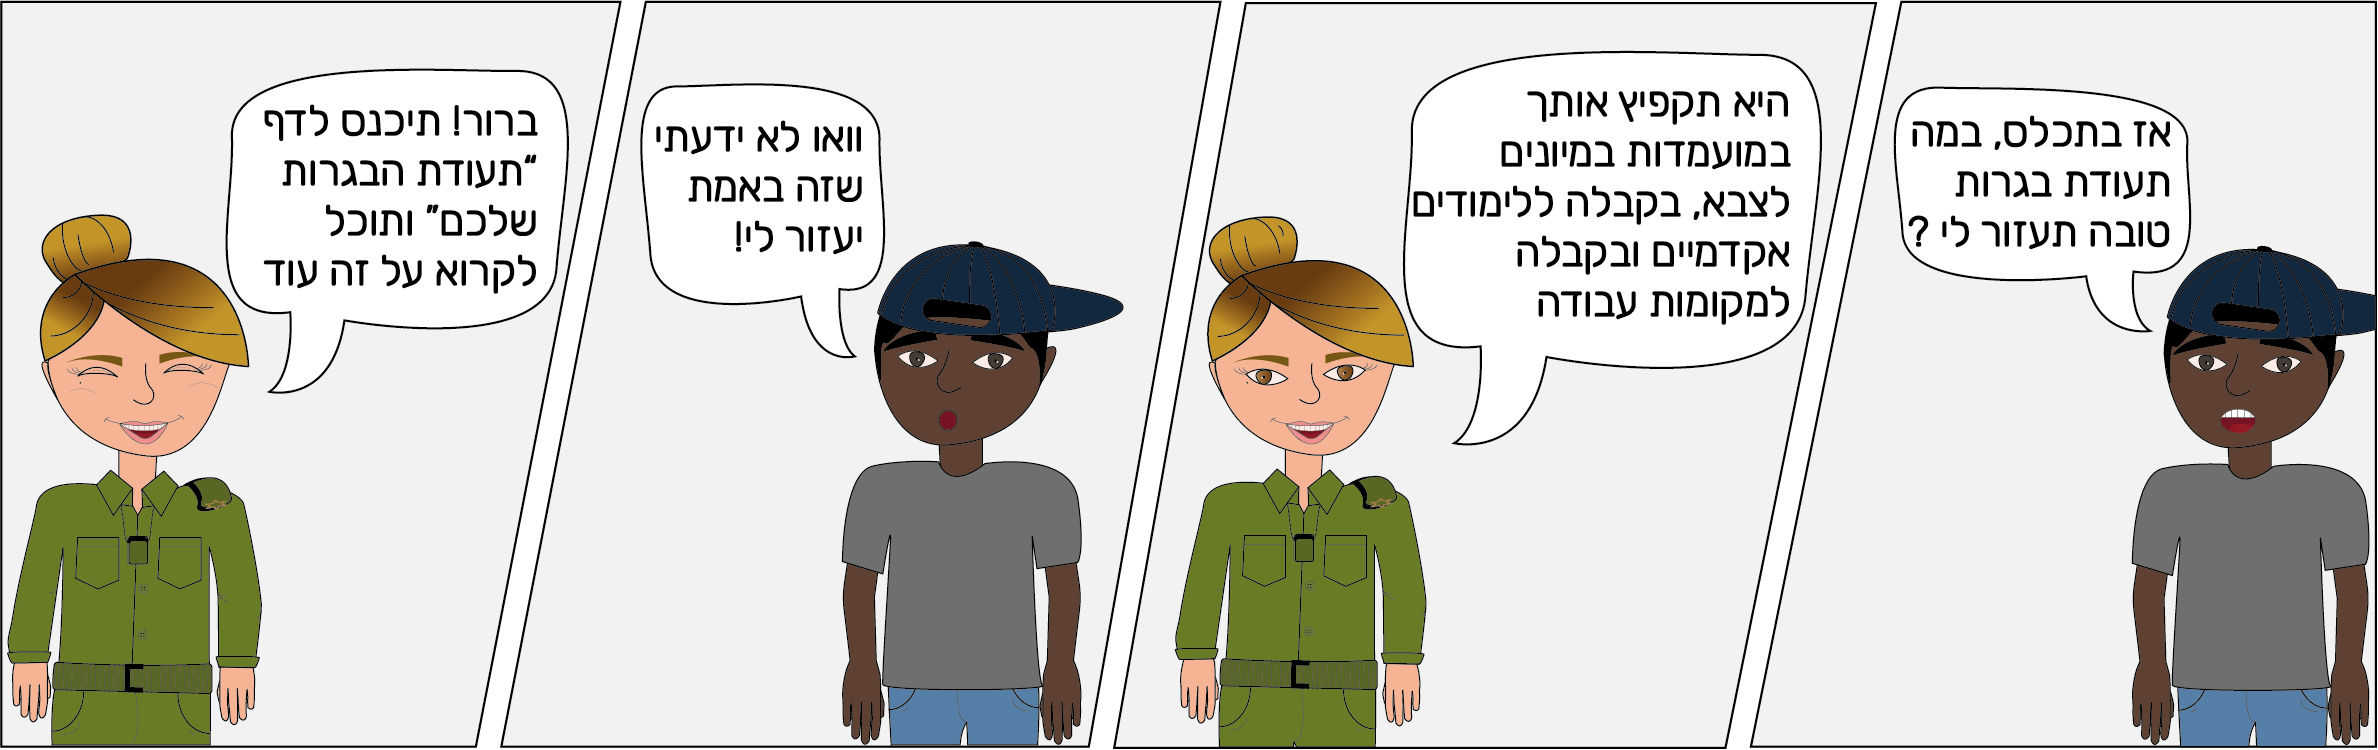 אז בתכלס, במה
תעודת בגרות
טובה תעזור לי ?
היא תקפיץ אותך
במועמדות במיונים
לצבא, בקבלה ללימודים
אקדמיים ובקבלה
למקומות עבודה
וואו לא ידעתי
שזה באמת
יעזור לי!
ברור! תיכנס לדף
“תעודת הבגרות
שלכם” ותוכל
לקרוא על זה עוד